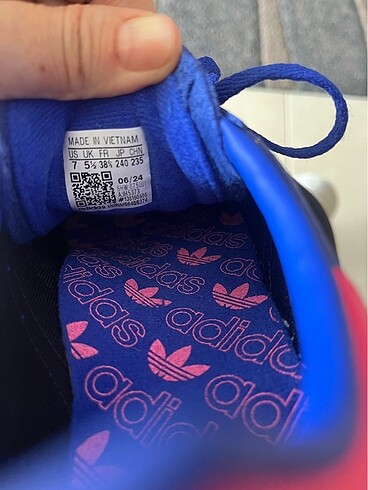 MADE IN VIETNAM
US UK FR JP CHN
7 5½ 38⅔ 240 235
06/24
adidas
adidas
adidas
adidas
adidas
adidas